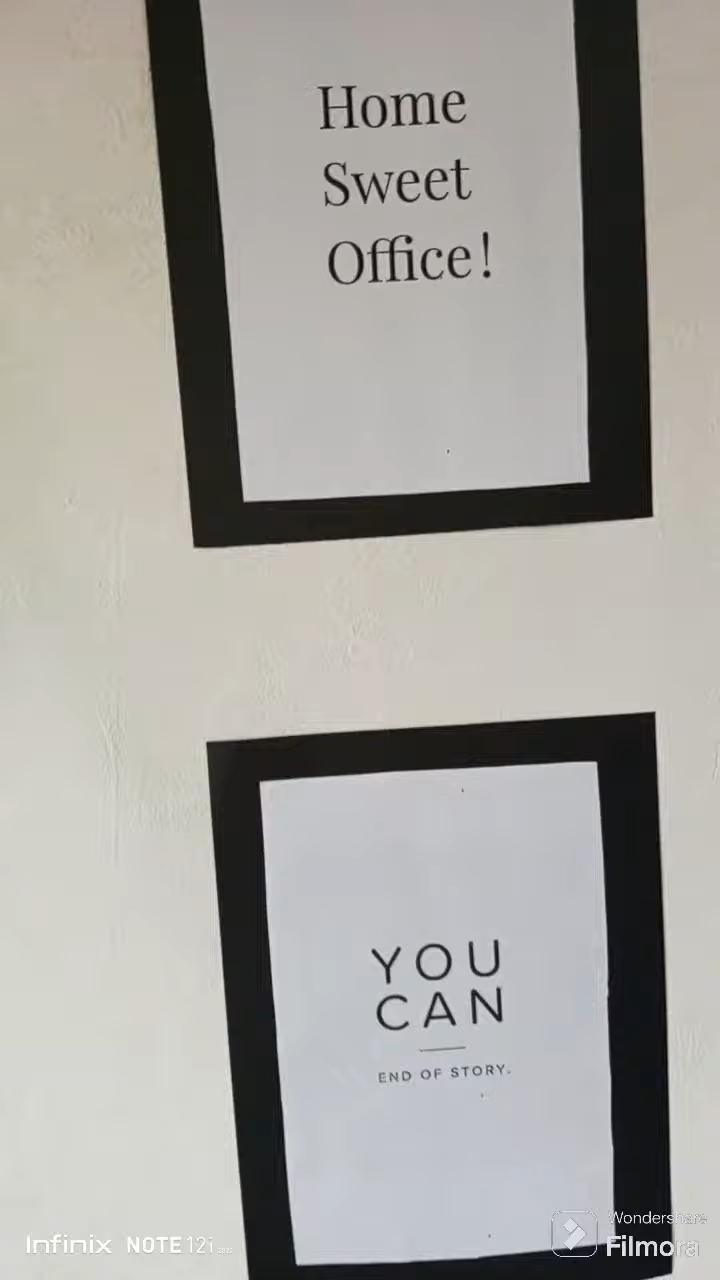 Home
Sweet
Office!
YOU
CAN
END OF STORY.
Infinix NOTE 12i
Wondershare
Filmora